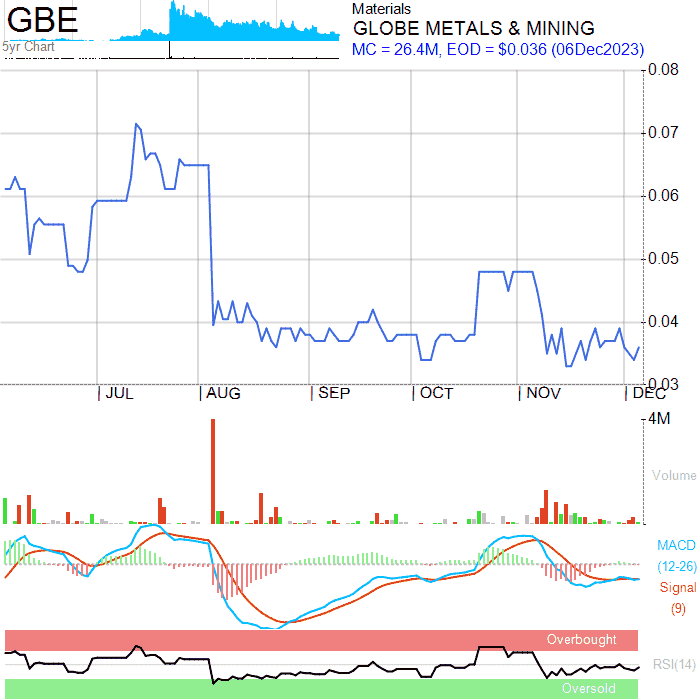 GBE
5yr Chart
Materials
GLOBE METALS & MINING
MC = 26.4M, EOD = $0.036 (06Dec2023)
0.08
0.07
0.06
0.05
0.04
0.03
JUL AUG SEP OCT NOV DEC
4M
Volume
MACD
(12-26)
Signal
(9)
Overbought
RSI(14)
Oversold